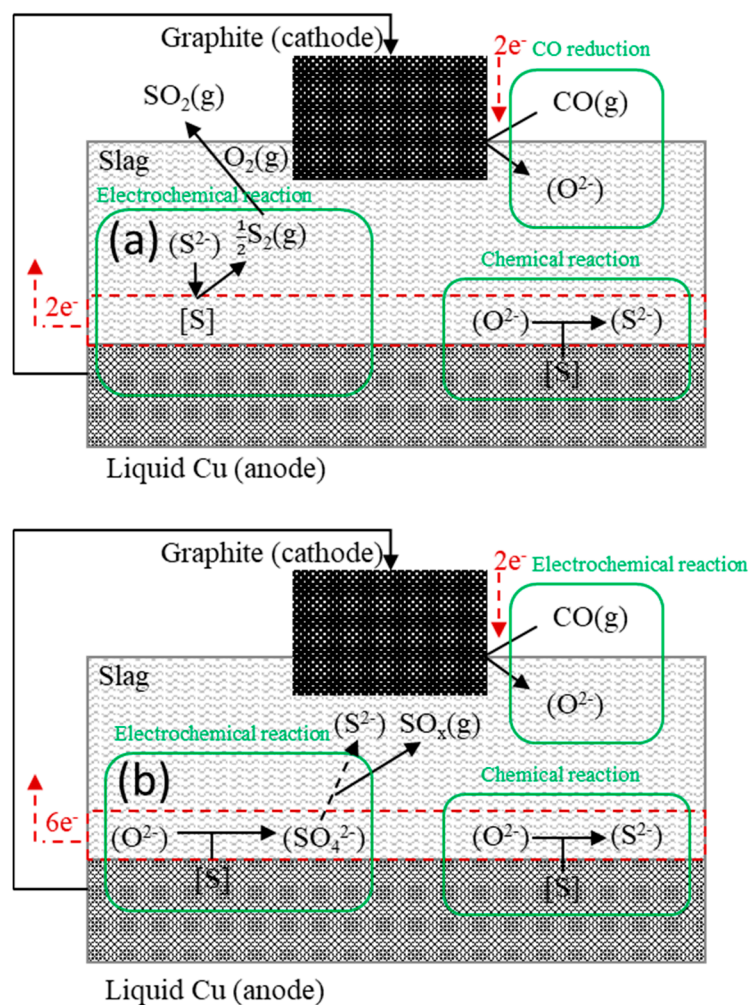 Graphite (cathode)
2e-
CO reduction
SO2(g)
CO(g)
Slag
O2(g)
(O2-)
Electrochemical reaction
(a)
(S2-)
½S2(g)
Chemical reaction
2e-
[S]
(O2-)
(S2-)
[S]
Liquid Cu (anode)
Graphite (cathode)
2e-
Electrochemical reaction
CO(g)
Slag
(O2-)
(S2-)
SOx(g)
Electrochemical reaction
(b)
Chemical reaction
6e-
(O2-)
(SO42-)
(O2-)
(S2-)
[S]
[S]
Liquid Cu (anode)